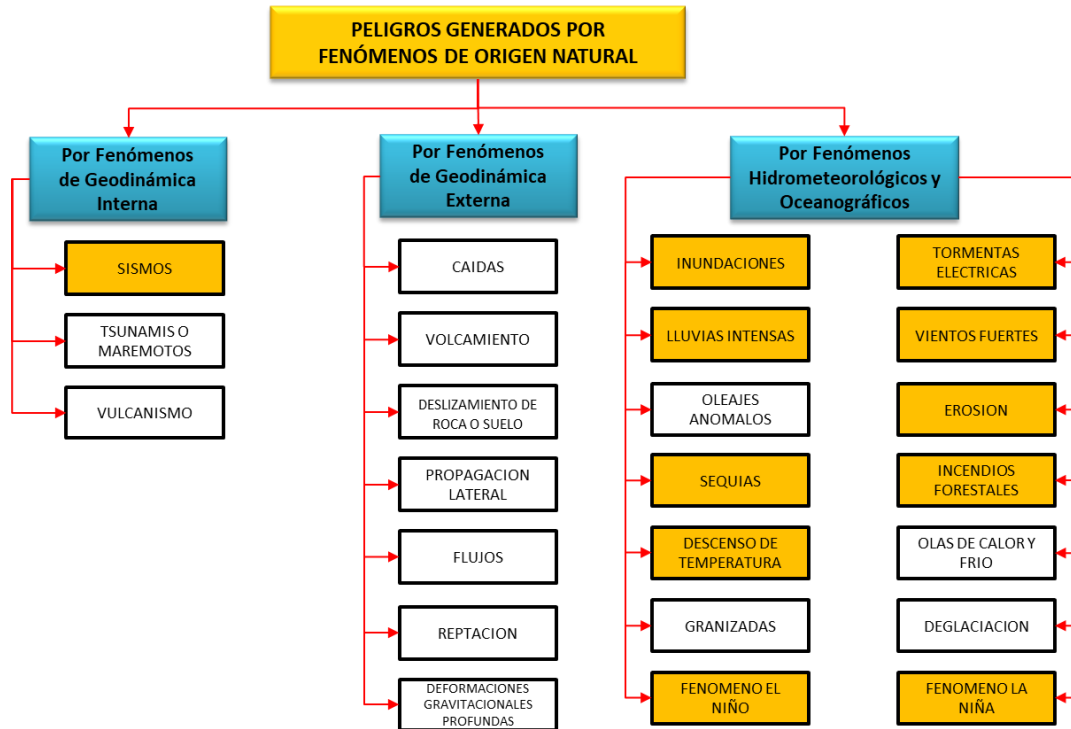 PELIGROS GENERADOS POR
FENÓMENOS DE ORIGEN NATURAL
Por Fenómenos
de Geodinámica
Interna
SISMOS
TSUNAMIS O
MAREMOTOS
VULCANISMO
Por Fenómenos
de Geodinámica
Externa
CAIDAS
VOLCAMIENTO
DESLIZAMIENTO DE
ROCA O SUELO
PROPAGACION
LATERAL
FLUJOS
REPTACION
DEFORMACIONES
GRAVITACIONALES
PROFUNDAS
Por Fenómenos
Hidrometeorológicos y
Oceanográficos
INUNDACIONES
LLUVIAS INTENSAS
OLEAJES
ANOMALOS
SEQUIAS
DESCENSO DE
TEMPERATURA
GRANIZADAS
FENOMENO EL
NIÑO
TORMENTAS
ELECTRICAS
VIENTOS FUERTES
EROSION
INCENDIOS
FORESTALES
OLAS DE CALOR Y
FRIO
DEGLACIACION
FENOMENO LA
NIÑA